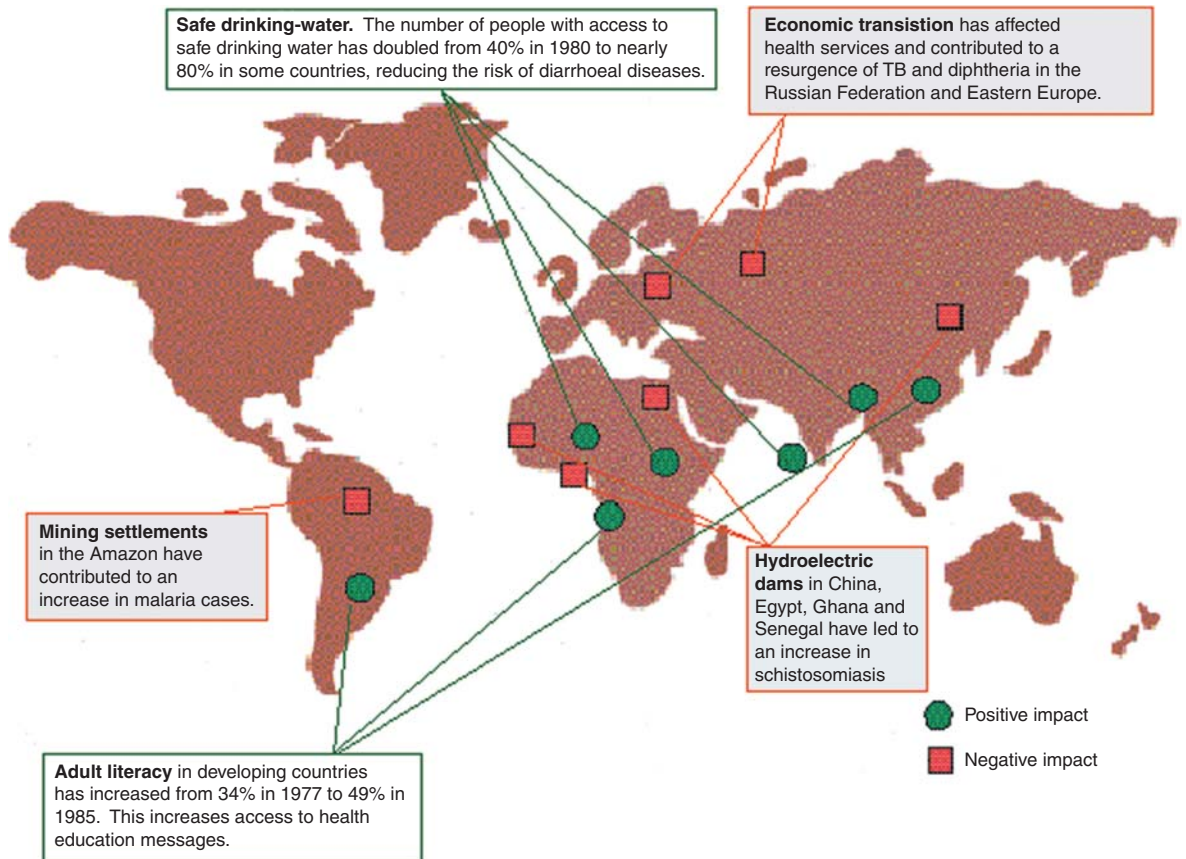 Safe drinking-water. The number of people with access to
safe drinking water has doubled from 40% in 1980 to nearly
80% in some countries, reducing the risk of diarrhoeal diseases.
Economic transistion has affected
health services and contributed to a
resurgence of TB and diphtheria in the
Russian Federation and Eastern Europe.
Mining settlements
in the Amazon have
contributed to an
increase in malaria cases.
Hydroelectric
dams in China,
Egypt, Ghana and
Senegal have led to
an increase in
schistosomiasis
Positive impact
Negative impact
Adult literacy in developing countries
has increased from 34% in 1977 to 49% in
1985. This increases access to health
education messages.